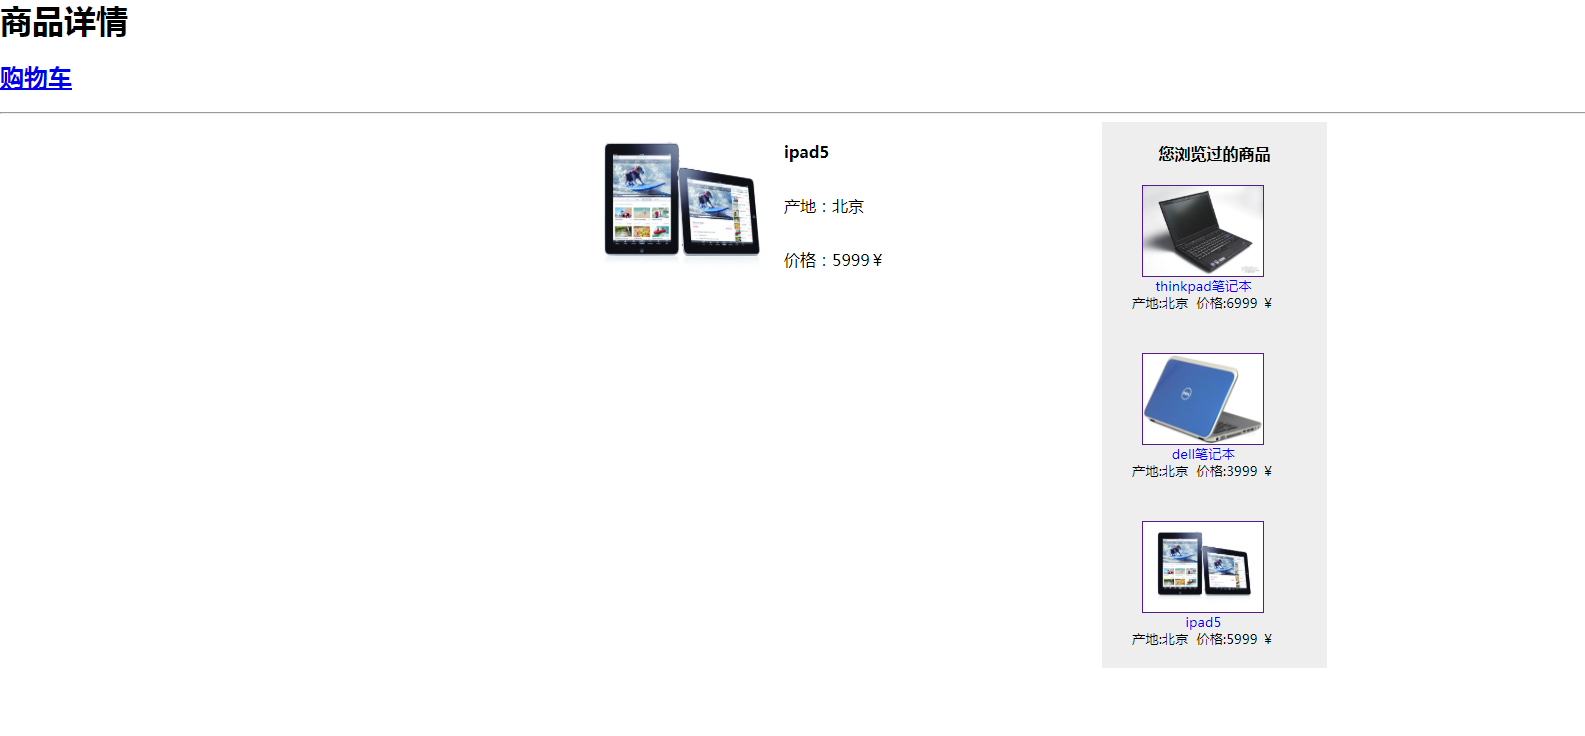 商品详情
购物车
ipad5
产地：北京
价格：5999￥
您浏览过的商品
thinkpad笔记本
产地:北京 价格:6999 ￥
dell笔记本
产地:北京 价格:3999 ￥
ipad5
产地:北京 价格:5999 ￥